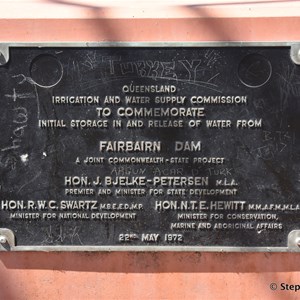 QUEENSLAND
IRRIGATION AND WATER SUPPLY COMMISSION
TO COMMEMORATE
INITIAL STORAGE IN AND RELEASE OF WATER FROM
FAIRBAIRN DAM
A JOINT COMMONWEALTH-STATE PROJECT
HON. J. BJELKE-PETERSEN M.L.A.
PREMIER AND MINISTER FOR STATE DEVELOPMENT
HON. R.W.C. SWARTZ M.B.E.,E.D.,M.P. HON. N.T.E. HEWITT M.M.,A.F.M.,M.L.A.
MINISTER FOR NATIONAL DEVELOPMENT MINISTER FOR CONSERVATION,
MARINE AND ABORIGINAL AFFAIRS
22ND MAY 1972
© Step